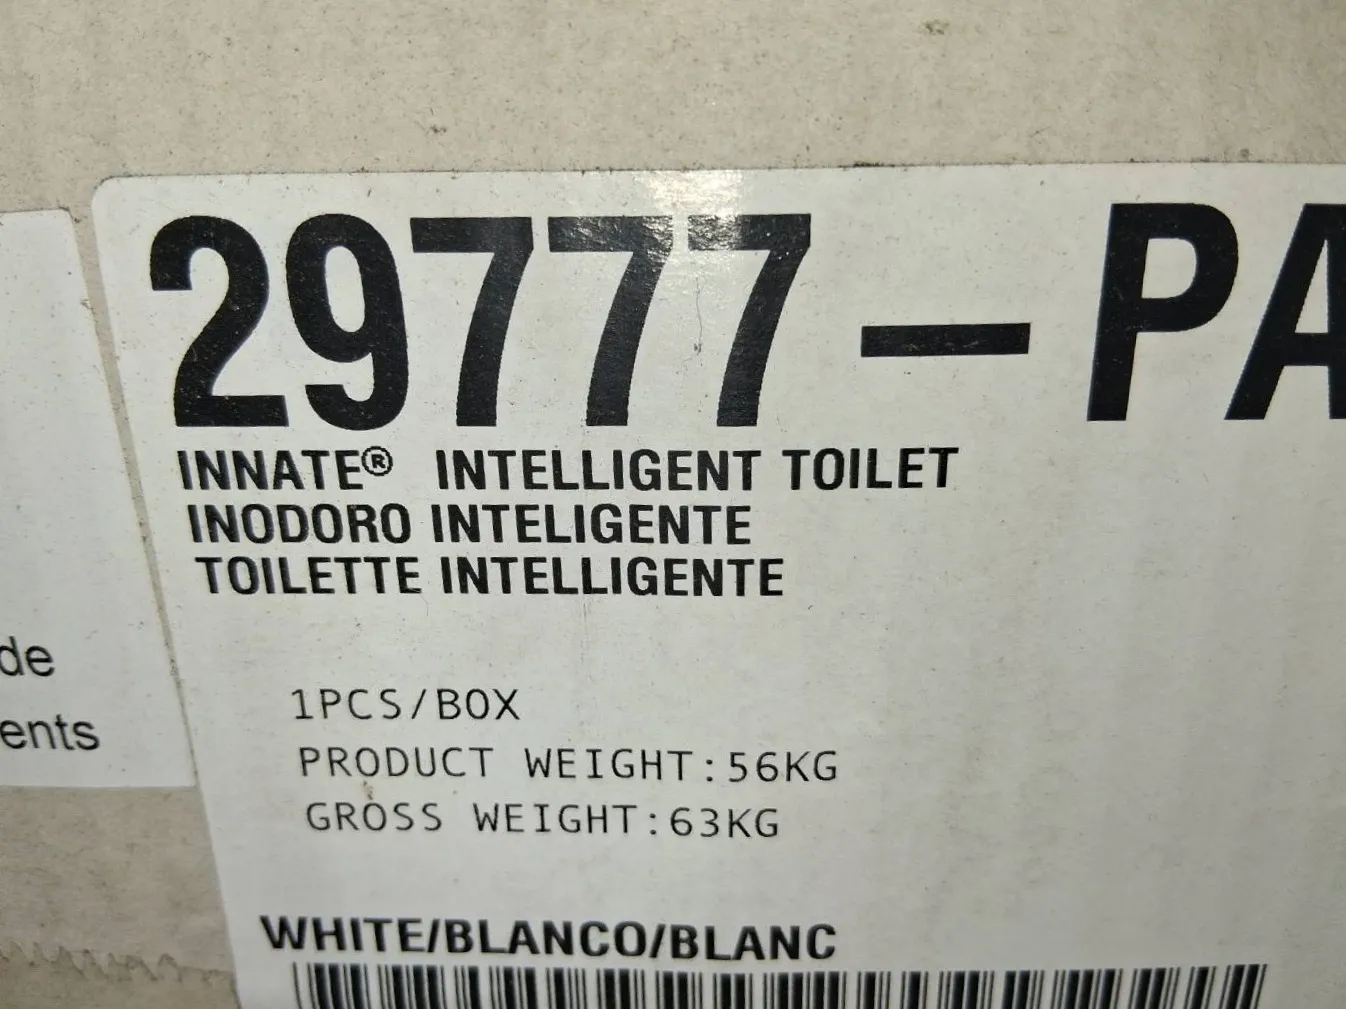 29777-PA
INNATE® INTELLIGENT TOILET
INODORO INTELIGENTE
TOILETTE INTELLIGENTE
de
ents
1PCS/BOX
PRODUCT WEIGHT:56KG
GROSS WEIGHT:63KG
WHITE/BLANCO/BLANC